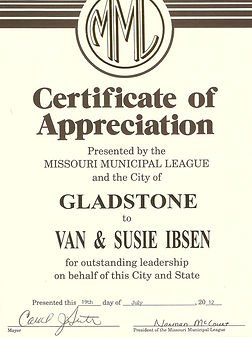 MML
Certificate of
Appreciation
Presented by the
MISSOURI MUNICIPAL LEAGUE
and the City of
GLADSTONE
to
VAN & SUSIE IBSEN
for outstanding leadership
on behalf of this City and State
Presented this 19th day of July, 2012
Mayor
President of the Missouri Municipal League